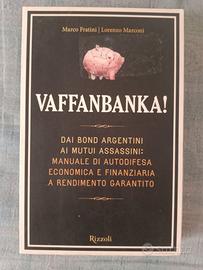 Marco Fratini | Lorenzo Marconi
VAFFANBANKA!
DAI BOND ARGENTINI
AI MUTUI ASSASSINI:
MANUALE DI AUTODIFESA
ECONOMICA E FINANZIARIA
A RENDIMENTO GARANTITO
Rizzoli
subito